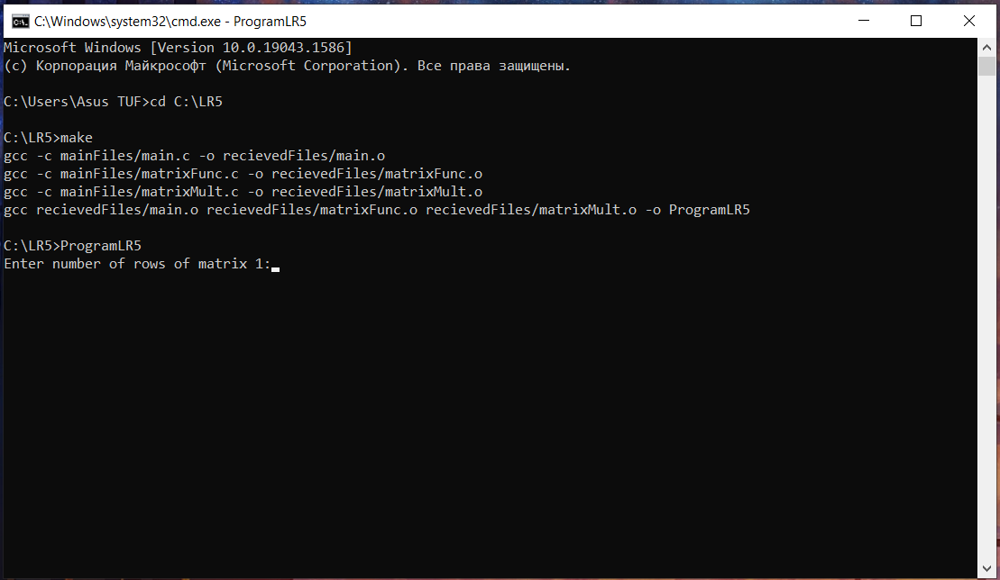 C:\Windows\system32\cmd.exe - ProgramLR5
Microsoft Windows [Version 10.0.19043.1586]
(c) Корпорация Майкрософт (Microsoft Corporation). Все права защищены.
C:\Users\Asus TUF>cd C:\LR5
C:\LR5>make
gcc -c mainFiles/main.c -o recievedFiles/main.o
gcc -c mainFiles/matrixFunc.c -o recievedFiles/matrixFunc.o
gcc -c mainFiles/matrixMult.c -o recievedFiles/matrixMult.o
gcc recievedFiles/main.o recievedFiles/matrixFunc.o recievedFiles/matrixMult.o -o ProgramLR5
C:\LR5>ProgramLR5
Enter number of rows of matrix 1: